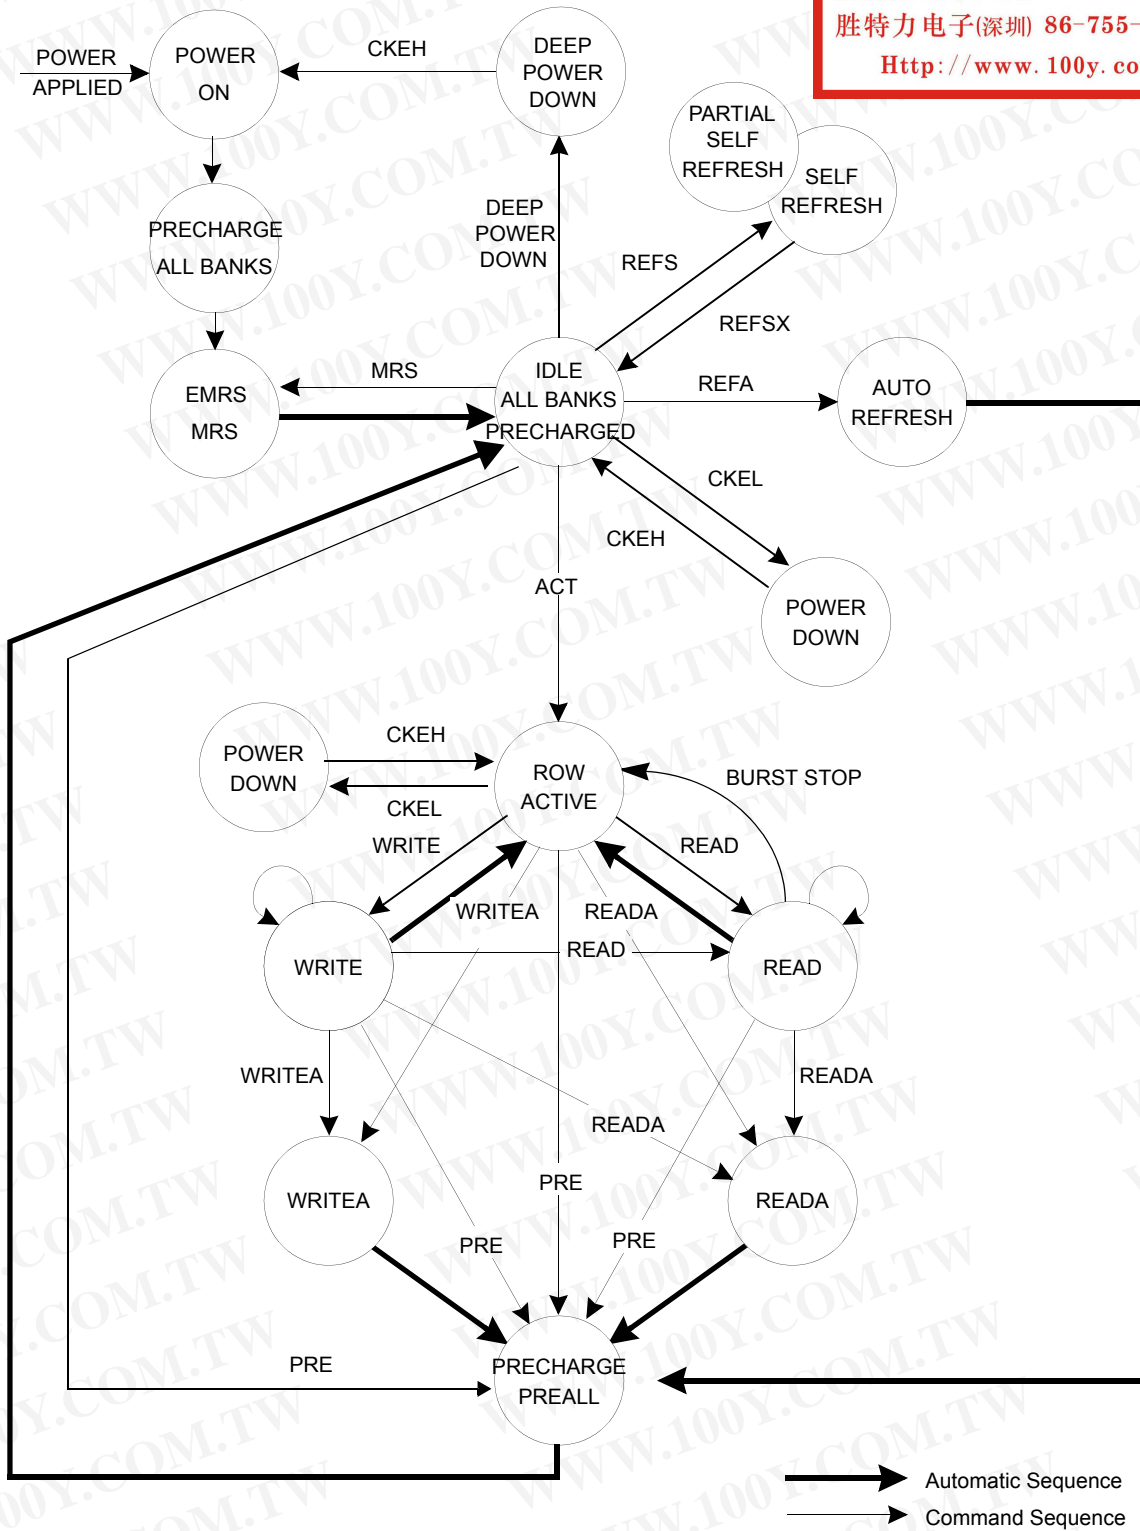 胜特力电子(深圳) 86-755-
Http://www.100y.co
POWER
APPLIED
POWER
ON
CKEH
DEEP
POWER
DOWN
PARTIAL
SELF
REFRESH
SELF
REFRESH
PRECHARGE
ALL BANKS
DEEP
POWER
DOWN
REFS
REFSX
EMRS
MRS
MRS
IDLE
ALL BANKS
PRECHARGED
REFA
AUTO
REFRESH
CKEL
CKEH
ACT
POWER
DOWN
POWER
DOWN
CKEH
CKEL
ROW
ACTIVE
BURST STOP
WRITE
READ
WRITEA
READA
WRITE
READ
READ
WRITEA
READA
READA
WRITEA
PRE
READA
PRE
PRE
PRE
PRECHARGE
PREALL
Automatic Sequence
Command Sequence
WWW.100Y.COM.TW